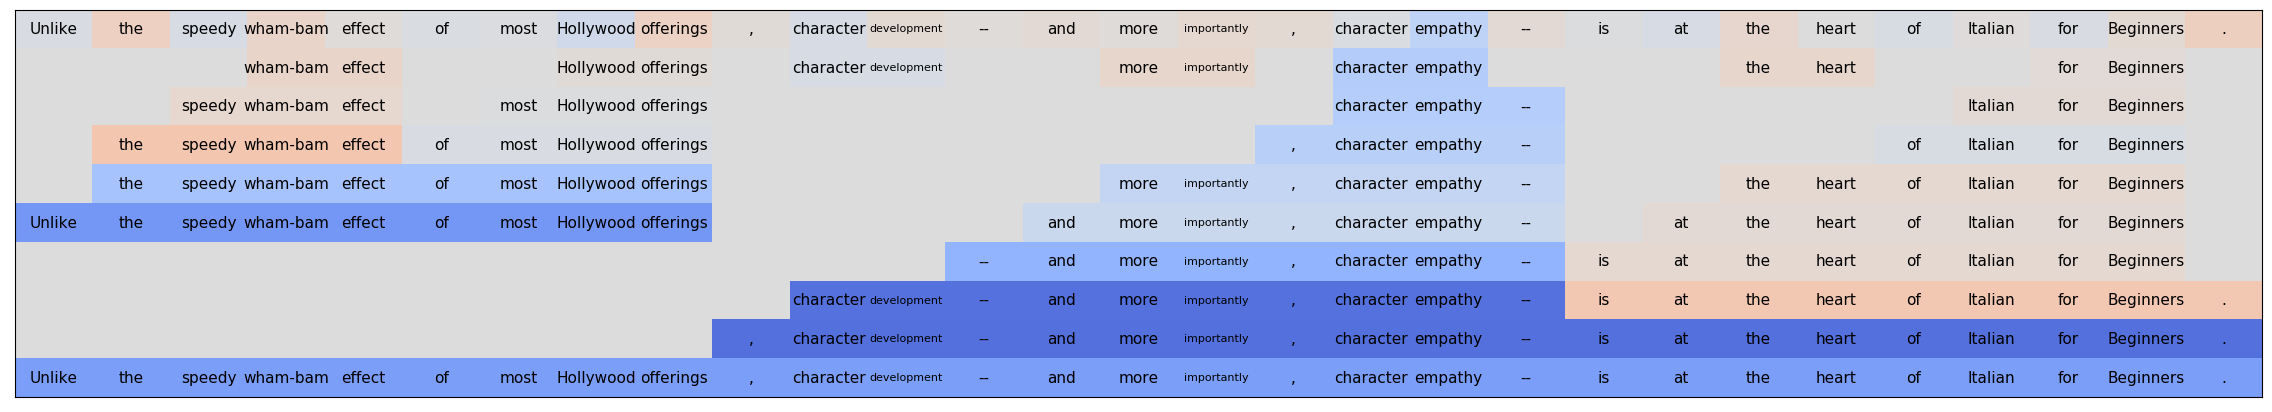 Unlike the speedy wham-bam effect of most Hollywood offerings , character development -- and more importantly , character empathy -- is at the heart of Italian for Beginners .
wham-bam effect Hollywood offerings character development more importantly character empathy the heart for Beginners
speedy wham-bam effect most Hollywood offerings character empathy -- Italian for Beginners
the speedy wham-bam effect of most Hollywood offerings , character empathy -- of Italian for Beginners
the speedy wham-bam effect of most Hollywood offerings more importantly , character empathy -- the heart of Italian for Beginners
Unlike the speedy wham-bam effect of most Hollywood offerings and more importantly , character empathy -- at the heart of Italian for Beginners
-- and more importantly , character empathy -- is at the heart of Italian for Beginners
character development -- and more importantly , character empathy -- is at the heart of Italian for Beginners .
, character development -- and more importantly , character empathy -- is at the heart of Italian for Beginners .
Unlike the speedy wham-bam effect of most Hollywood offerings , character development -- and more importantly , character empathy -- is at the heart of Italian for Beginners .